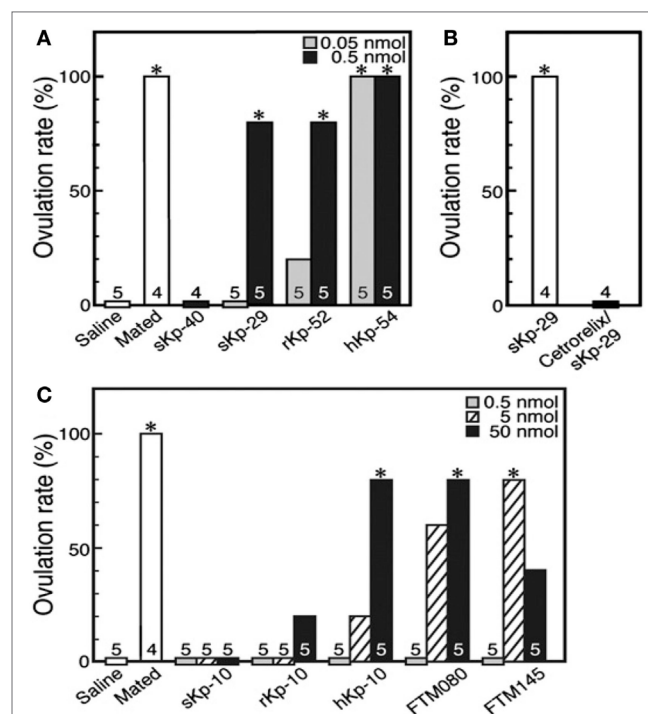 A
B
0.05 nmol
0.5 nmol
Ovulation rate (%)
100
50
0
* * * * *
5 4 4 5 5 5 5 5 5
Saline Mated sKp-40 sKp-29 rKp-52 hKp-54
Ovulation rate (%)
100
50
0
*
4 4
sKp-29 Cetrorelix/
sKp-29
C
0.5 nmol
5 nmol
50 nmol
Ovulation rate (%)
100
50
0
* * * *
5 4 5 5 5 5 5 5 5 5 5 5 5 5 5
Saline Mated sKp-10 rKp-10 hKp-10 FTM080 FTM145